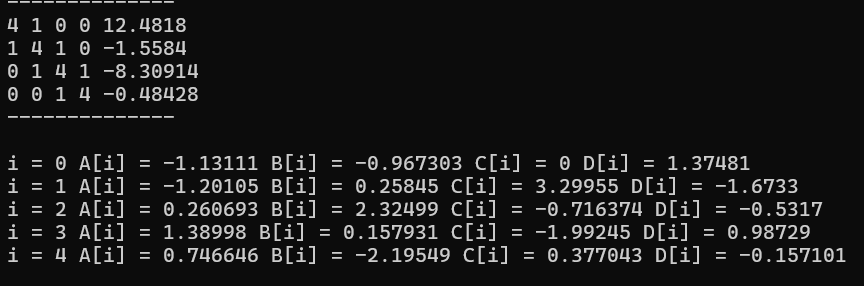 --------------
4 1 0 0 12.4818
1 4 1 0 -1.5584
0 1 4 1 -8.30914
0 0 1 4 -0.48428
--------------
i = 0 A[i] = -1.13111 B[i] = -0.967303 C[i] = 0 D[i] = 1.37481
i = 1 A[i] = -1.20105 B[i] = 0.25845 C[i] = 3.29955 D[i] = -1.6733
i = 2 A[i] = 0.260693 B[i] = 2.32499 C[i] = -0.716374 D[i] = -0.5317
i = 3 A[i] = 1.38998 B[i] = 0.157931 C[i] = -1.99245 D[i] = 0.98729
i = 4 A[i] = 0.746646 B[i] = -2.19549 C[i] = 0.377043 D[i] = -0.157101